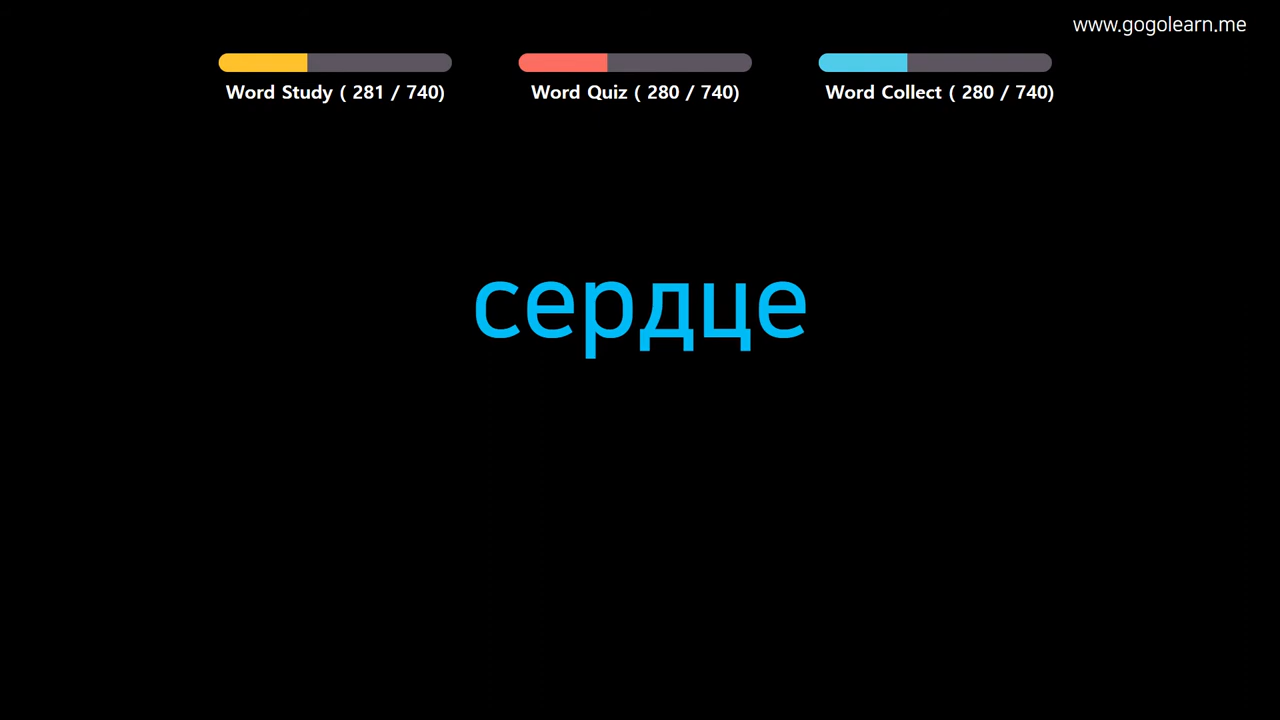 www.gogolearn.me
Word Study ( 281 / 740)
Word Quiz ( 280 / 740)
Word Collect ( 280 / 740)
сердце